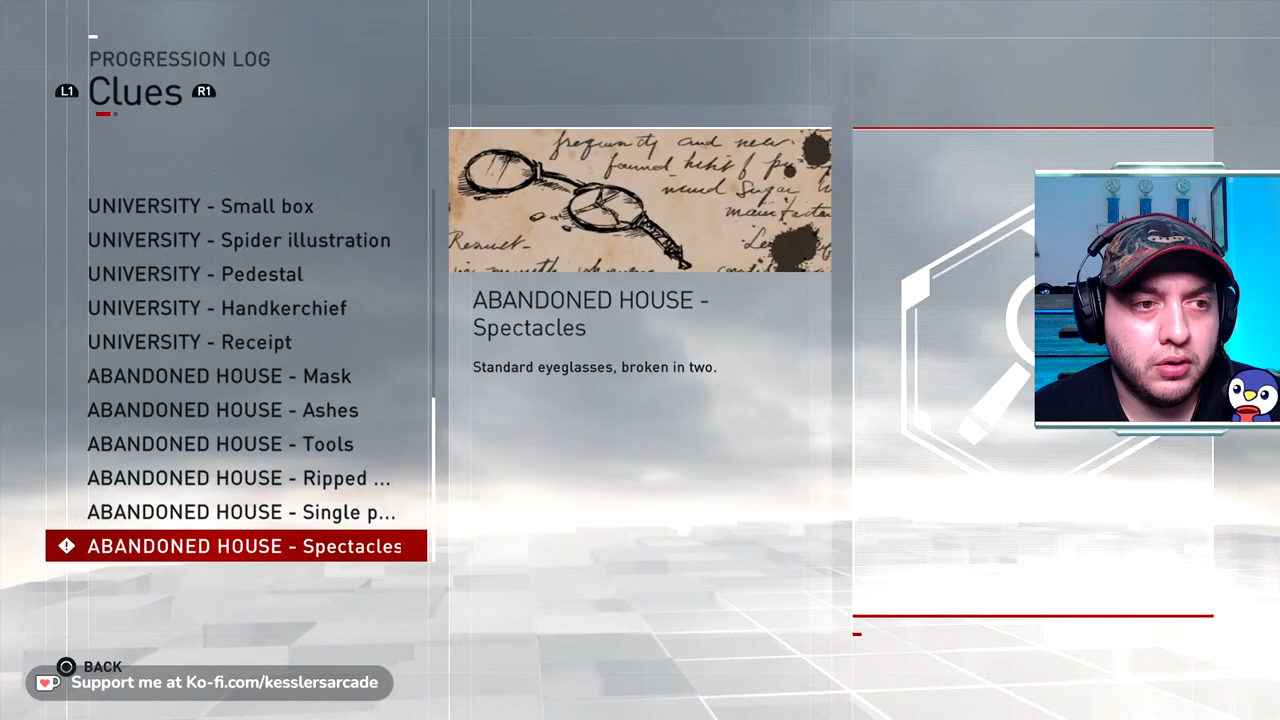 PROGRESSION LOG
L1 Clues R1
UNIVERSITY - Small box
UNIVERSITY - Spider illustration
UNIVERSITY - Pedestal
UNIVERSITY - Handkerchief
UNIVERSITY - Receipt
ABANDONED HOUSE - Mask
ABANDONED HOUSE - Ashes
ABANDONED HOUSE - Tools
ABANDONED HOUSE - Ripped ...
ABANDONED HOUSE - Single p...
ABANDONED HOUSE - Spectacles
and new
found
Sugar
ABANDONED HOUSE -
Spectacles
Standard eyeglasses, broken in two.
BACK
Support me at Ko-fi.com/kesslersarcade